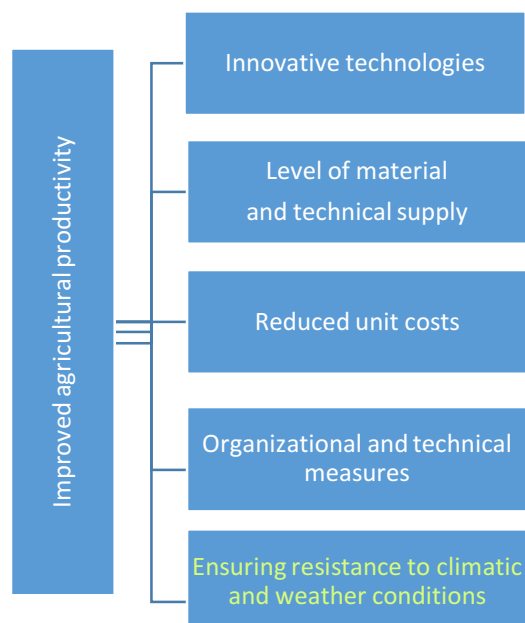 Improved agricultural productivity
Innovative technologies
Level of material
and technical supply
Reduced unit costs
Organizational and technical
measures
Ensuring resistance to climatic
and weather conditions